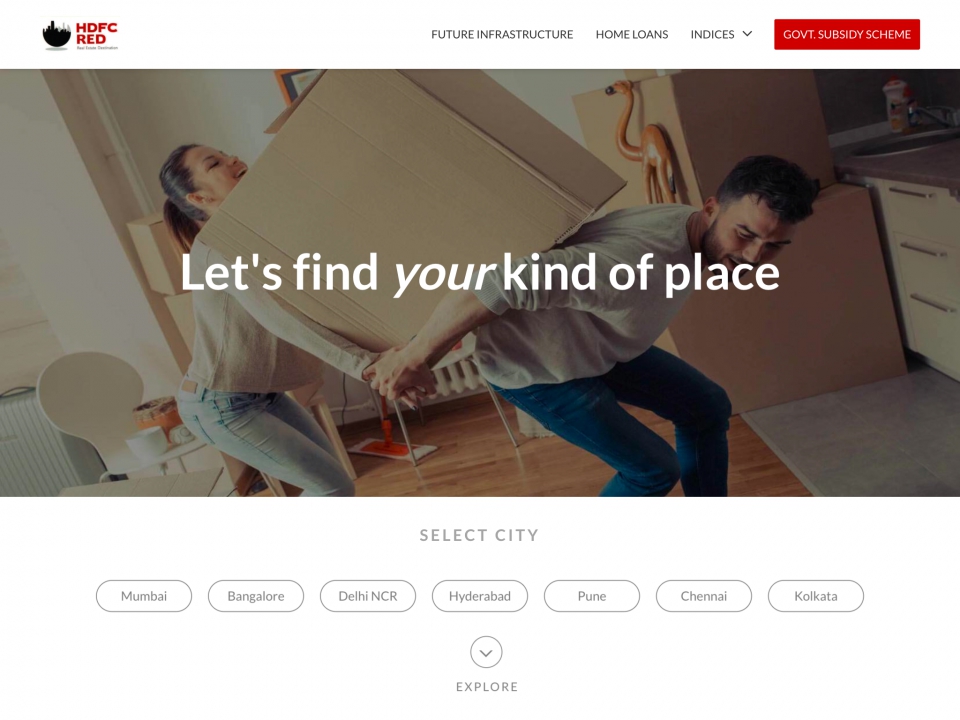 HDFC
RED
Real Estate Destination
FUTURE INFRASTRUCTURE
HOME LOANS
INDICES
GOVT. SUBSIDY SCHEME
Let's find your kind of place
SELECT CITY
Mumbai
Bangalore
Delhi NCR
Hyderabad
Pune
Chennai
Kolkata
EXPLORE